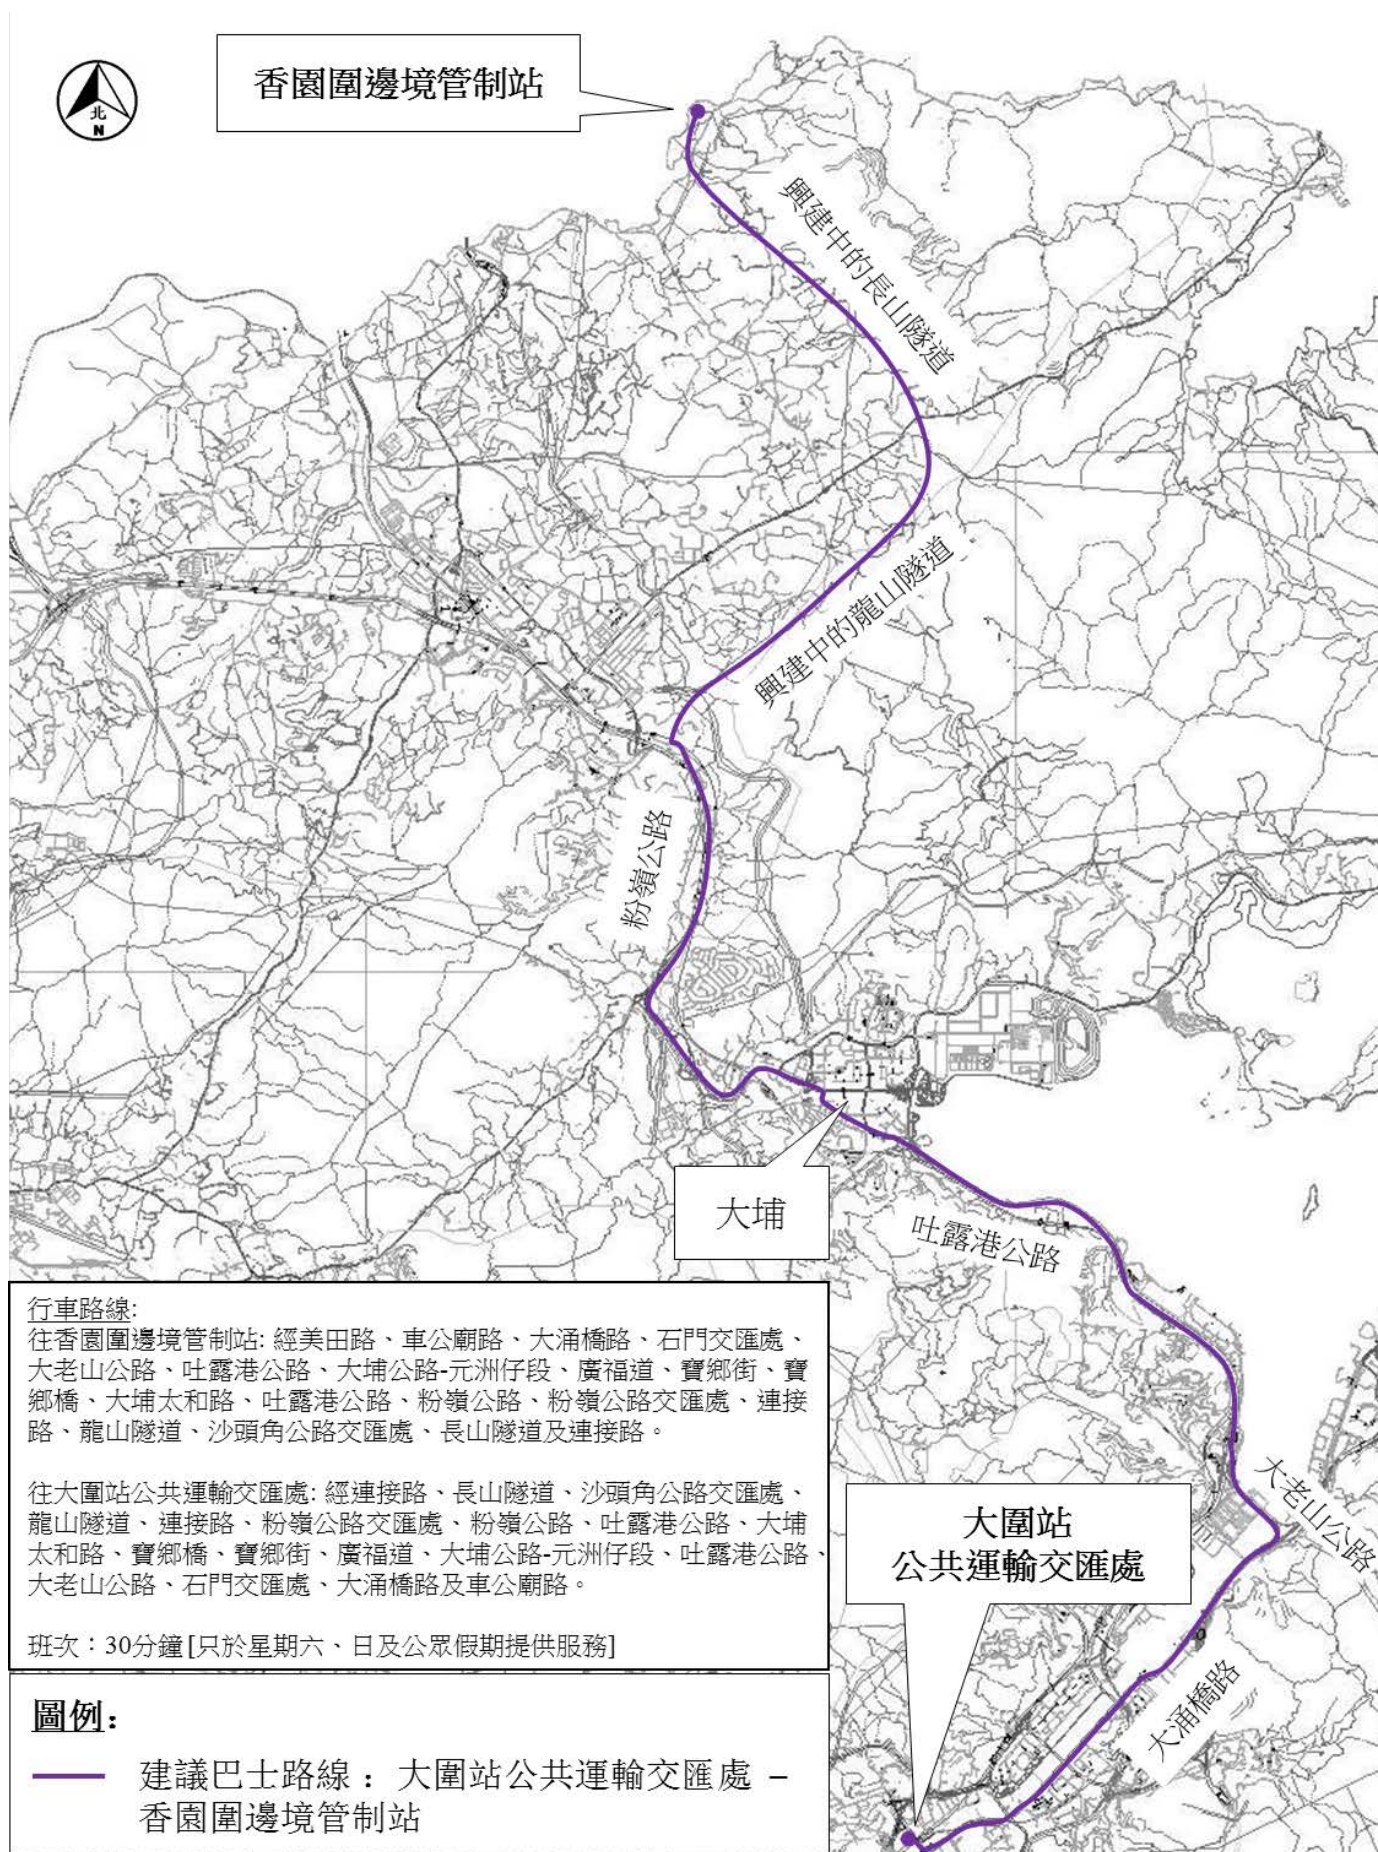 北
N
香園圍邊境管制站
興建中的長山隧道
興建中的龍山隧道
粉嶺公路
大埔
吐露港公路
行車路線:
往香園圍邊境管制站: 經美田路、車公廟路、大涌橋路、石門交匯處、
大老山公路、吐露港公路、大埔公路-元洲仔段、廣福道、寶鄉街、寶
鄉橋、大埔太和路、吐露港公路、粉嶺公路、粉嶺公路交匯處、連接
路、龍山隧道、沙頭角公路交匯處、長山隧道及連接路。
往大圍站公共運輸交匯處: 經連接路、長山隧道、沙頭角公路交匯處、
龍山隧道、連接路、粉嶺公路交匯處、粉嶺公路、吐露港公路、大埔
太和路、寶鄉橋、寶鄉街、廣福道、大埔公路-元洲仔段、吐露港公路、
大老山公路、石門交匯處、大涌橋路及車公廟路。
班次：30分鐘 [只於星期六、日及公眾假期提供服務]
大老山公路
大圍站
公共運輸交匯處
大涌橋路
圖例：
建議巴士路線： 大圍站公共運輸交匯處 –
香園圍邊境管制站